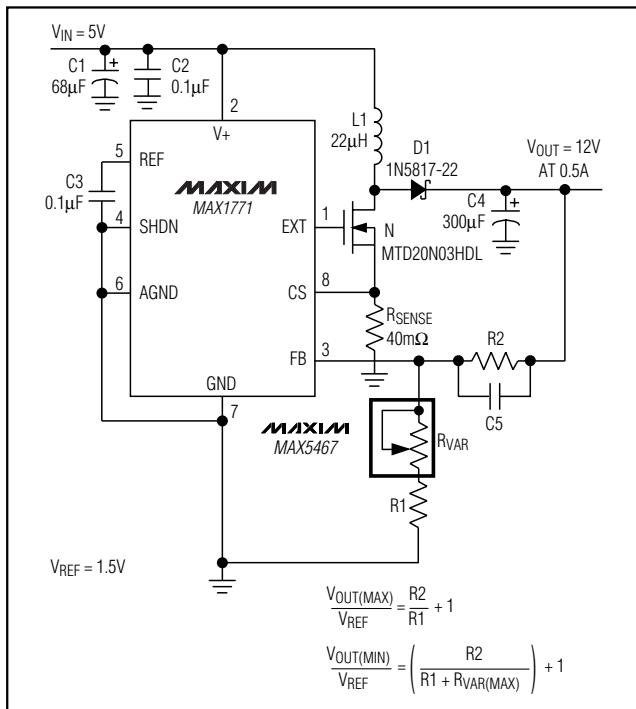 V_IN = 5V
C1
68µF
+
C2
0.1µF
2
V+
L1
22µH
D1
1N5817-22
V_OUT = 12V
AT 0.5A
5
REF
C3
0.1µF
MAXIM
MAX1771
4
SHDN
EXT
1
N
MTD20N03HDL
C4
300µF
+
6
AGND
CS
8
R_SENSE
40mΩ
FB
3
R2
C5
GND
7
MAXIM
MAX5467
R_VAR
R1
V_REF = 1.5V
V_OUT(MAX)/V_REF = R2/R1 + 1
V_OUT(MIN)/V_REF = (R2/(R1 + R_VAR(MAX))) + 1